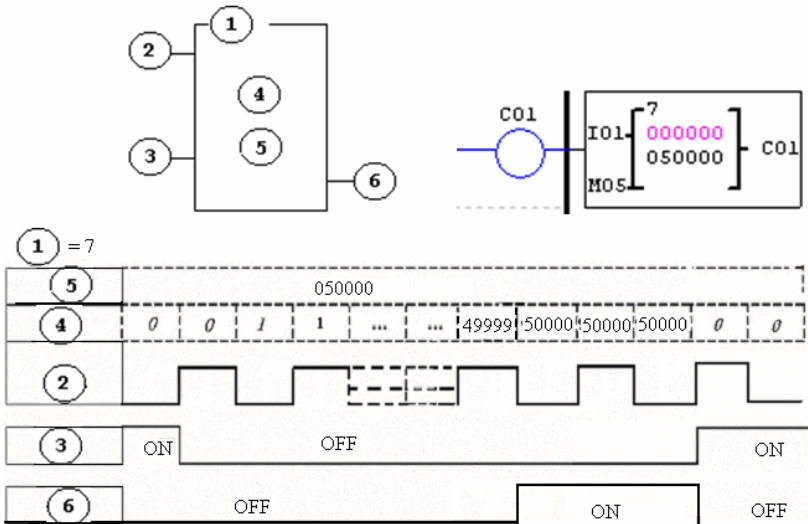 1
2
3
4
5
6
C01
7
I01 000000 C01
050000
M05
1 = 7
5 050000
4 0 0 1 1 ... ... 49999 50000 50000 50000 0 0
2
3 ON OFF ON
6 OFF ON OFF